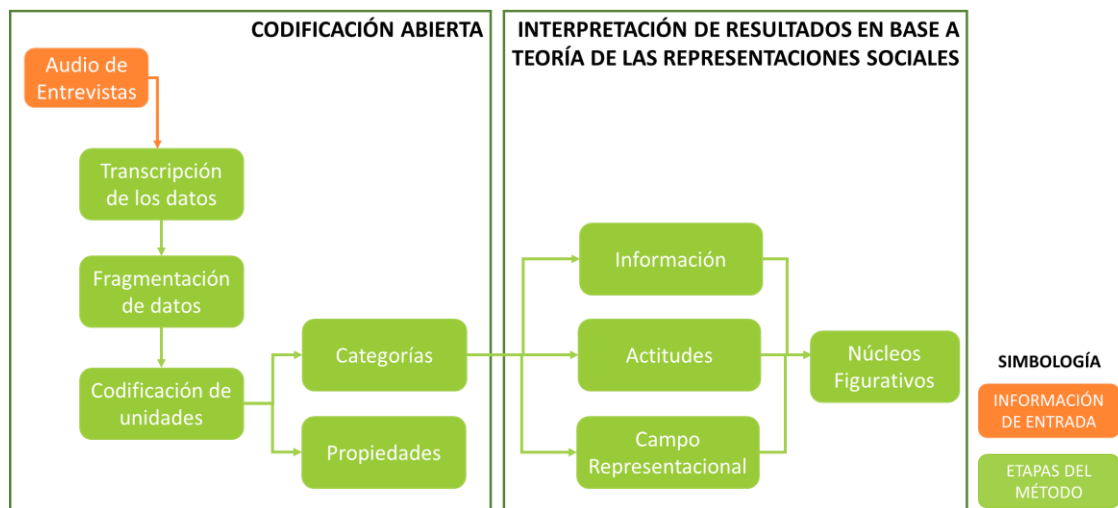 CODIFICACIÓN ABIERTA
Audio de
Entrevistas
Transcripción
de los datos
Fragmentación
de datos
Codificación de
unidades
Categorías
Propiedades
INTERPRETACIÓN DE RESULTADOS EN BASE A
TEORÍA DE LAS REPRESENTACIONES SOCIALES
Información
Actitudes
Campo
Representacional
Núcleos
Figurativos
SIMBOLOGÍA
INFORMACIÓN
DE ENTRADA
ETAPAS DEL
MÉTODO